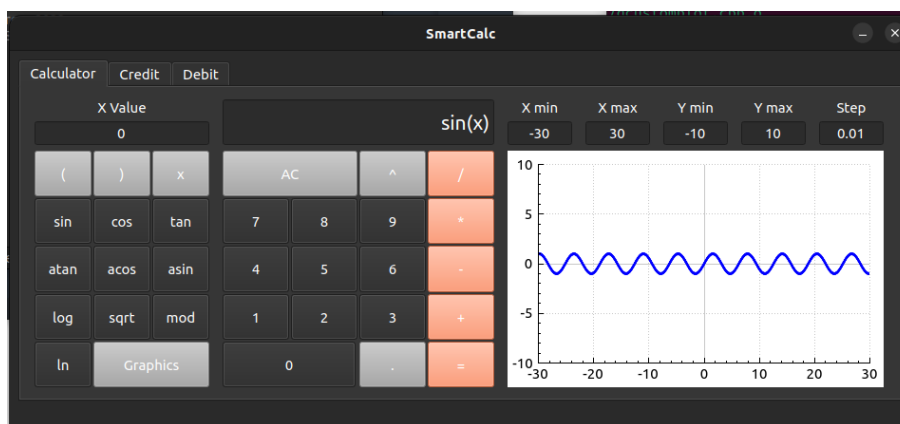 SmartCalc
Calculator Credit Debit
X Value
0
sin(x)
X min X max Y min Y max Step
-30 30 -10 10 0.01
( ) x AC ^ /
sin cos tan 7 8 9 *
atan acos asin 4 5 6 -
log sqrt mod 1 2 3 +
ln Graphics 0 . =
10
5
0
-5
-10
-30 -20 -10 0 10 20 30